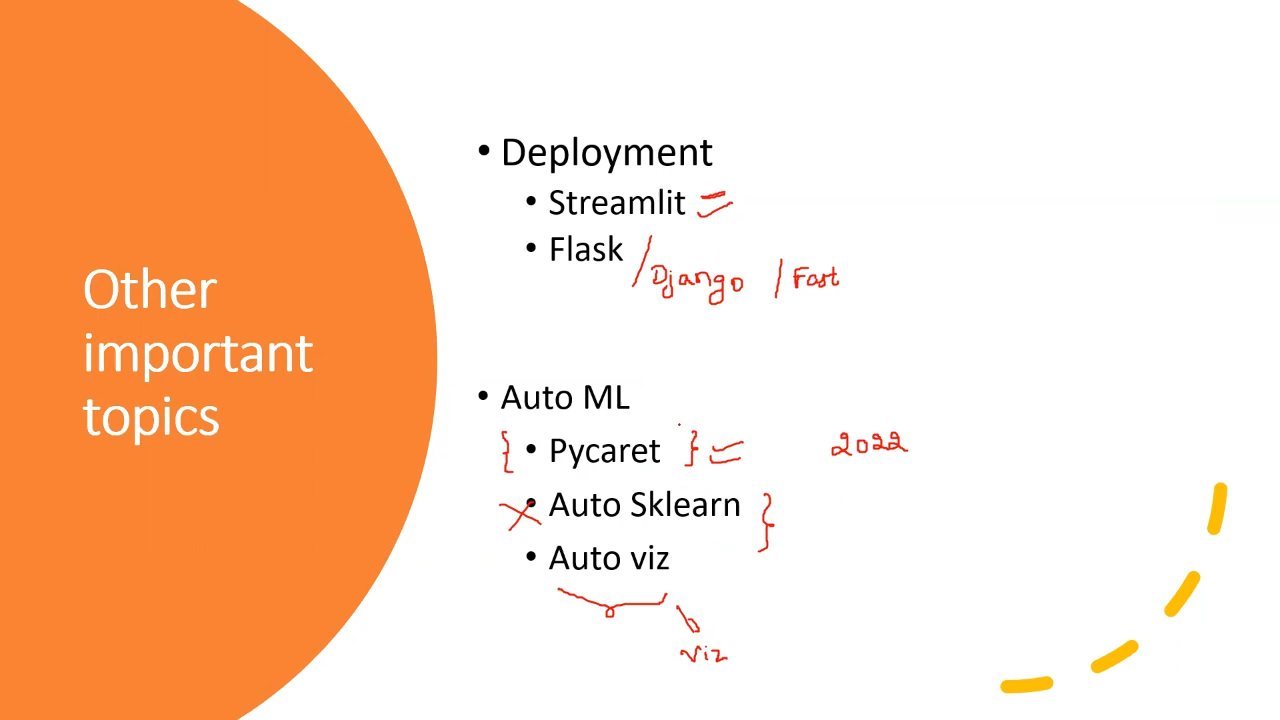 Other
important
topics
• Deployment
• Streamlit
• Flask / Django / Fast
• Auto ML
{ • Pycaret } 2022
• Auto Sklearn }
• Auto viz
viz